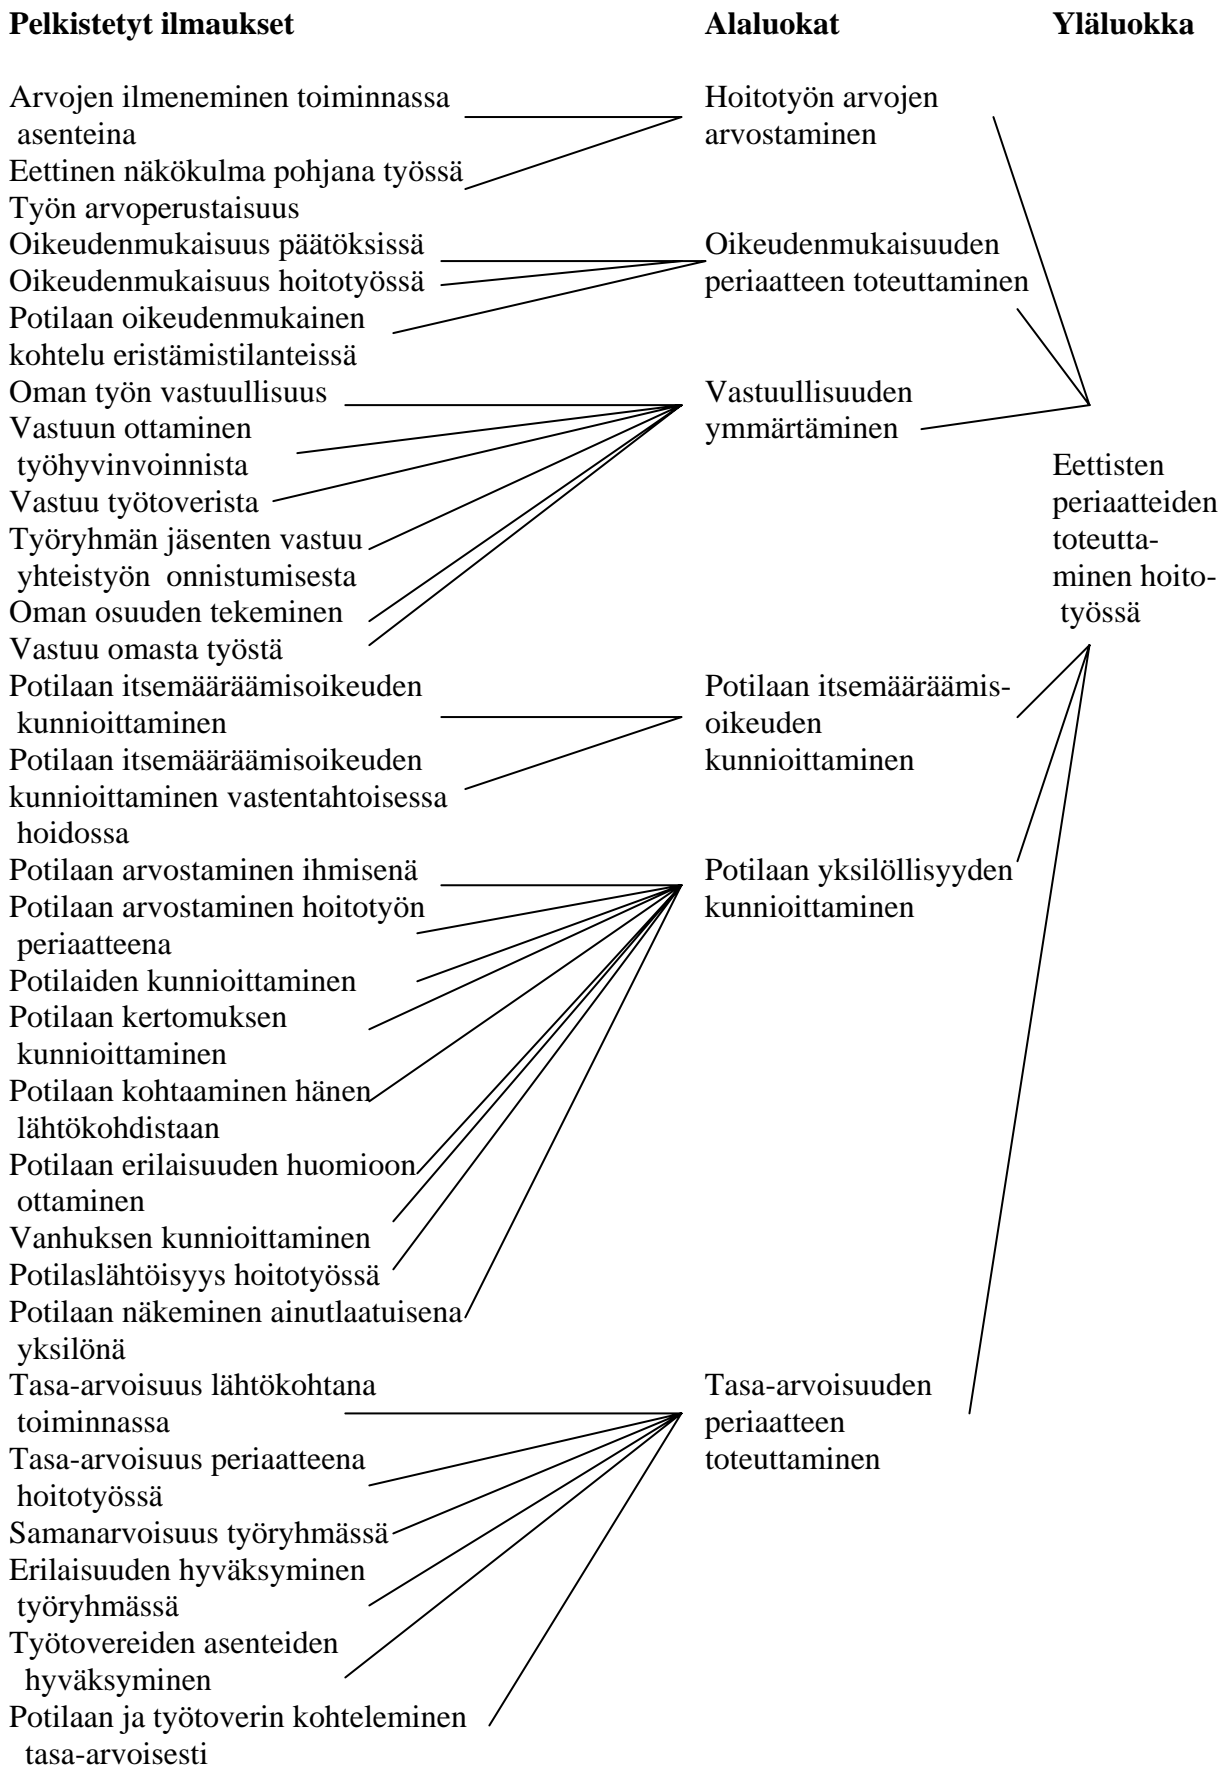 Pelkistetyt ilmaukset
Alaluokat
Yläluokka
Arvojen ilmeneminen toiminnassa
asenteina
Eettinen näkökulma pohjana työssä
Työn arvoperustaisuus
Oikeudenmukaisuus päätöksissä
Oikeudenmukaisuus hoitotyössä
Potilaan oikeudenmukainen
kohtelu eristämistilanteissä
Oman työn vastuullisuus
Vastuun ottaminen
työhyvinvoinnista
Vastuu työtoverista
Työryhmän jäsenten vastuu
yhteistyön onnistumisesta
Oman osuuden tekeminen
Vastuu omasta työstä
Potilaan itsemääräämisoikeuden
kunnioittaminen
Potilaan itsemääräämisoikeuden
kunnioittaminen vastentahtoisessa
hoidossa
Potilaan arvostaminen ihmisenä
Potilaan arvostaminen hoitotyön
periaatteena
Potilaiden kunnioittaminen
Potilaan kertomuksen
kunnioittaminen
Potilaan kohtaaminen hänen
lähtökohdistaan
Potilaan erilaisuuden huomioon
ottaminen
Vanhuksen kunnioittaminen
Potilaslähtöisyys hoitotyössä
Potilaan näkeminen ainutlaatuisena
yksilönä
Tasa-arvoisuus lähtökohtana
toiminnassa
Tasa-arvoisuus periaatteena
hoitotyössä
Samanarvoisuus työryhmässä
Erilaisuuden hyväksyminen
työryhmässä
Työtovereiden asenteiden
hyväksyminen
Potilaan ja työtoverin kohteleminen
tasa-arvoisesti
Hoitotyön arvojen
arvostaminen
Oikeudenmukaisuuden
periaatteen toteuttaminen
Vastuullisuuden
ymmärtäminen
Potilaan itsemääräämis-
oikeuden
kunnioittaminen
Potilaan yksilöllisyyden
kunnioittaminen
Tasa-arvoisuuden
periaatteen
toteuttaminen
Eettisten
periaatteiden
toteutta-
minen hoito-
työssä